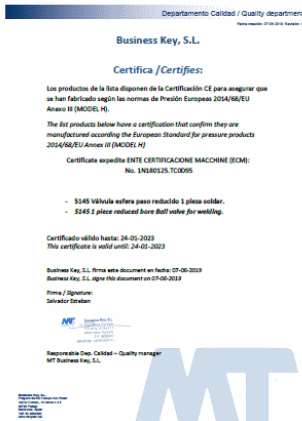 Departamento Calidad / Quality department
Business Key, S.L.
Certifica /Certifies:
Los productos de la lista disponen de la Certificación CE para asegurar que
se han fabricado según las normas de Presión Europeas 2014/68/EU
Anexo III (MODEL H).
The list products below have a certification that confirm they are
manufactured according the European Standard for pressure products
2014/68/EU Annex III (MODEL H)
Certificate expedite ENTE CERTIFICAZIONE MACCHINE (ECM):
No. 1N180125.TC0095
- 5145 Válvula esfera paso reducido 1 pieza soldar.
- 5145 1 piece reduced bore Ball valve for welding.
Certificado válido hasta: 24-01-2023
This certificate is valid until: 24-01-2023
Business Key, S.L. firma este document en fecha: 07-06-2019
Business Key, S.L. signs this document on 07-06-2019
Firma / Signature:
Salvador Esteban
MT
Responsable Dep. Calidad – Quality manager
MT Business Key, S.L.
MT